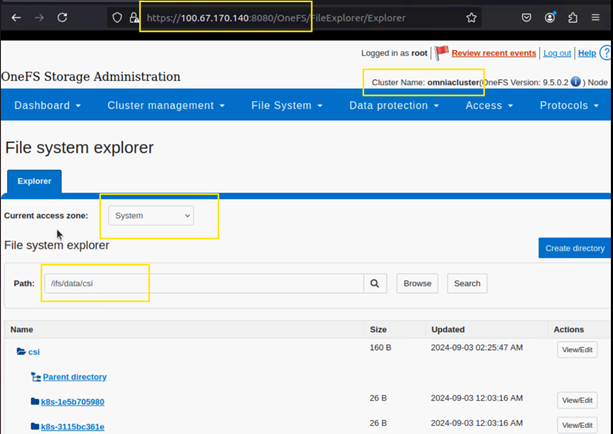 https://100.67.170.140:8080/OneFS/FileExplorer/Explorer
Logged in as root Review recent events Log out Help ?
OneFS Storage Administration
Cluster Name: omniacluster(OneFS Version: 9.5.0.2 i ) Node
Dashboard Cluster management File System Data protection Access Protocols
File system explorer
Explorer
Current access zone: System
File system explorer
Create directory
Path: /ifs/data/csi Browse Search
Name Size Updated Actions
csi 160 B 2024-09-03 02:25:47 AM View/Edit
Parent directory
k8s-1e5b705980 26 B 2024-09-03 12:03:16 AM View/Edit
k8s-3115bc361e 26 B 2024-09-03 12:03:16 AM View/Edit